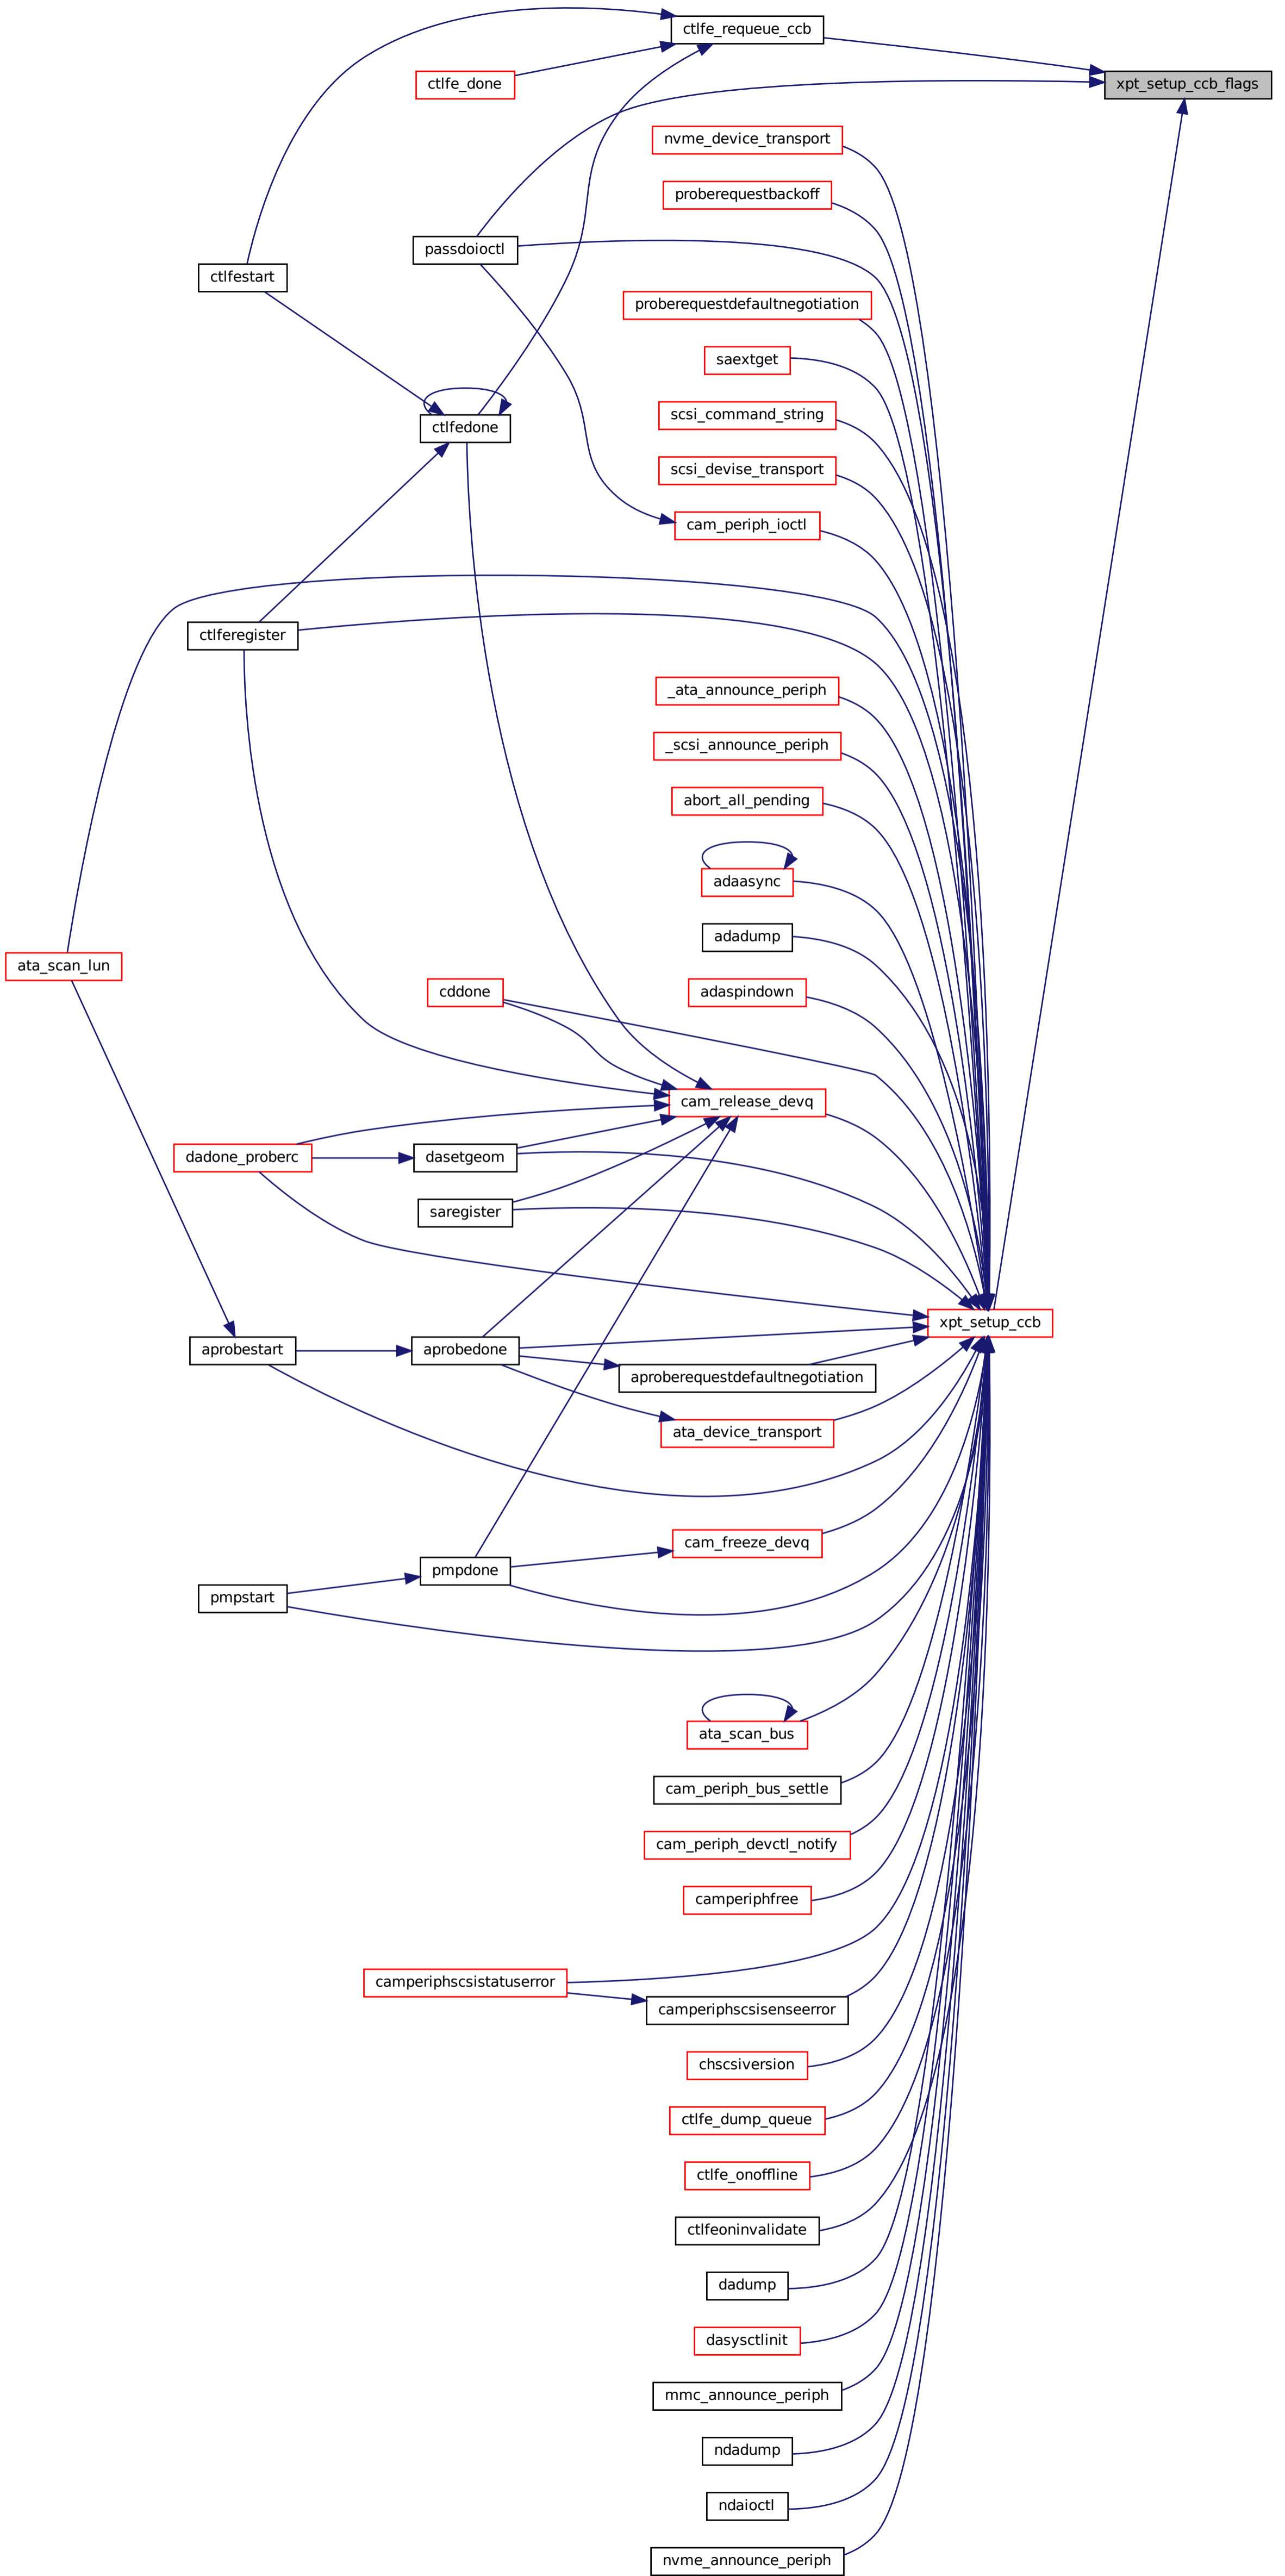 ctlfe_requeue_ccb
ctlfe_done
xpt_setup_ccb_flags
nvme_device_transport
proberequestbackoff
passdoioctl
ctlfestart
proberequestdefaultnegotiation
saextget
scsi_command_string
ctlfedone
scsi_devise_transport
cam_periph_ioctl
ctlferegister
_ata_announce_periph
_scsi_announce_periph
abort_all_pending
adaasync
adadump
ata_scan_lun
cddone
adaspindown
cam_release_devq
dadone_proberc
dasetgeom
saregister
xpt_setup_ccb
aprobestart
aprobedone
aproberequestdefaultnegotiation
ata_device_transport
cam_freeze_devq
pmpdone
pmpstart
ata_scan_bus
cam_periph_bus_settle
cam_periph_devctl_notify
camperiphfree
camperiphscsistatuserror
camperiphscsisenseerror
chscsiversion
ctlfe_dump_queue
ctlfe_onoffline
ctlfeoninvalidate
dadump
dasysctlinit
mmc_announce_periph
ndadump
ndaioctl
nvme_announce_periph